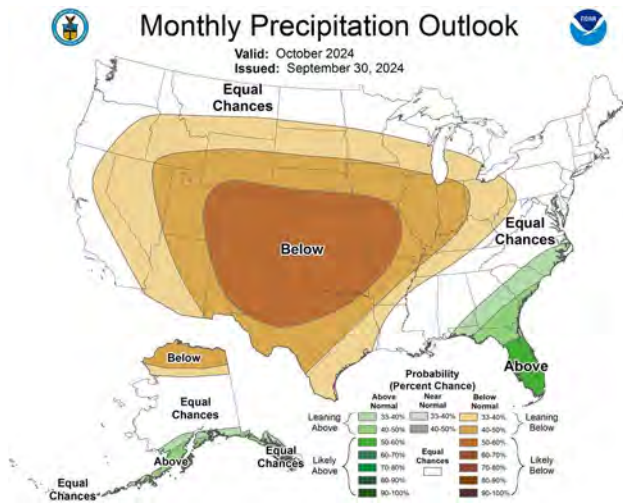 Monthly Precipitation Outlook
Valid: October 2024
Issued: September 30, 2024
NOAA
Equal
Chances
Below
Equal
Chances
Above
Below
Equal
Chances
Above
Equal
Chances
Equal
Chances
Probability
(Percent Chance)
Above
Normal
Near
Normal
Below
Normal
Leaning
Above
33-40%
33-40%
33-40%
Leaning
Below
40-50%
40-50%
40-50%
Likely
Above
50-60%
60-70%
70-80%
80-90%
90-100%
Equal
Chances
50-60%
60-70%
70-80%
80-90%
90-100%
Likely
Below